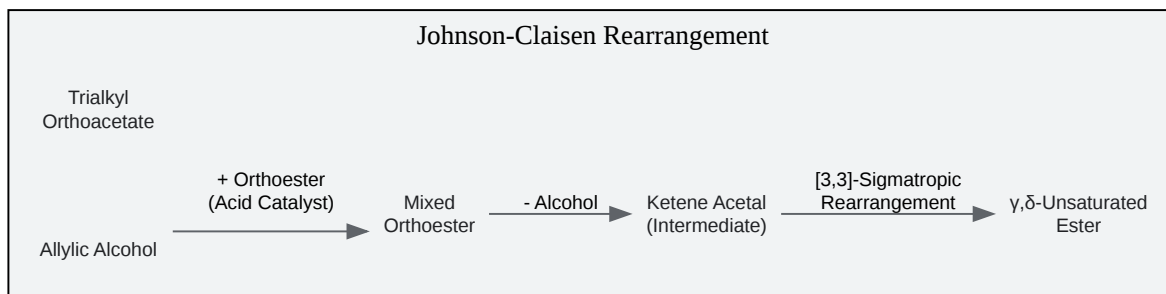 Johnson-Claisen Rearrangement
Trialkyl
Orthoacetate
Allylic Alcohol
+ Orthoester
(Acid Catalyst)
Mixed
Orthoester
- Alcohol
Ketene Acetal
(Intermediate)
[3,3]-Sigmatropic
Rearrangement
γ,δ-Unsaturated
Ester